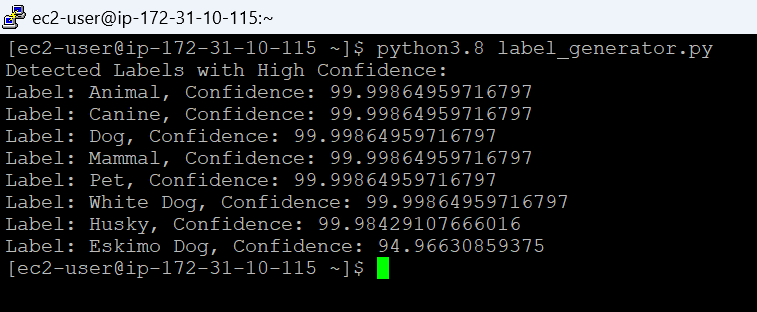 ec2-user@ip-172-31-10-115:~
[ec2-user@ip-172-31-10-115 ~]$ python3.8 label_generator.py
Detected Labels with High Confidence:
Label: Animal, Confidence: 99.99864959716797
Label: Canine, Confidence: 99.99864959716797
Label: Dog, Confidence: 99.99864959716797
Label: Mammal, Confidence: 99.99864959716797
Label: Pet, Confidence: 99.99864959716797
Label: White Dog, Confidence: 99.99864959716797
Label: Husky, Confidence: 99.98429107666016
Label: Eskimo Dog, Confidence: 94.96630859375
[ec2-user@ip-172-31-10-115 ~]$